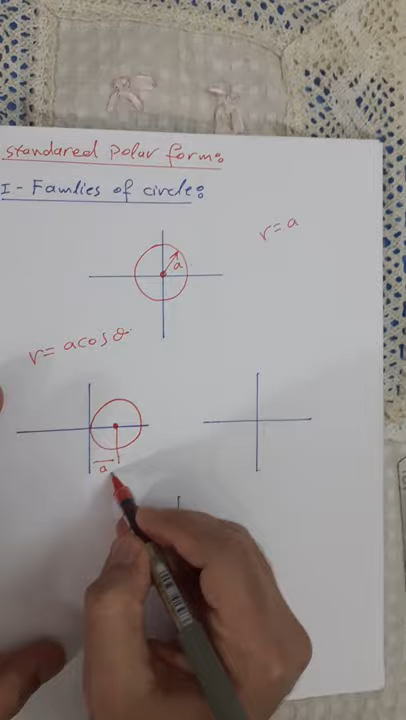 standared polar form:
I - Famlies of circle:
a
r = a
r = a cos θ
a